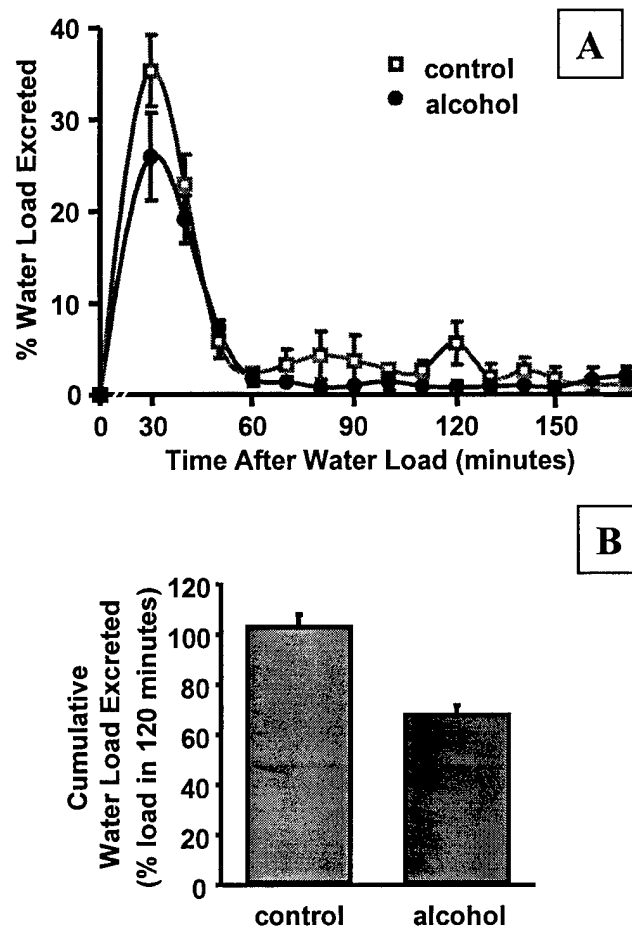 A
control
alcohol
% Water Load Excreted
40
30
20
10
0
0 30 60 90 120 150
Time After Water Load (minutes)
B
Cumulative
Water Load Excreted
(% load in 120 minutes)
120
100
80
60
40
20
0
control alcohol